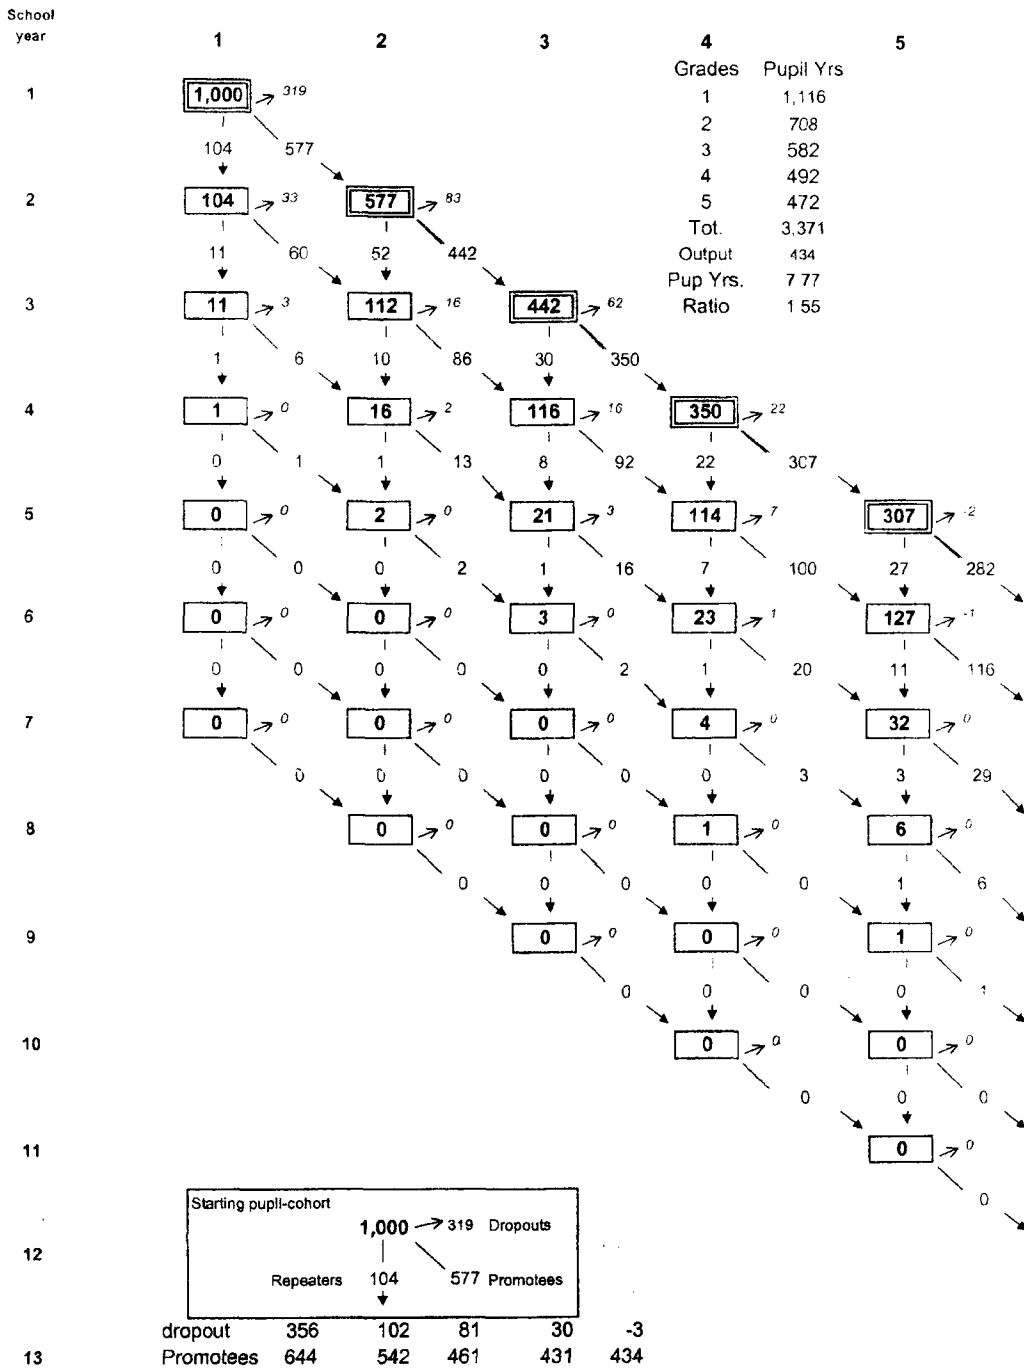 School
year
1 2 3 4 5
Grades Pupil Yrs
1 1,000 319 1 1,116
2 708
104 577 3 582
4 492
2 104 33 577 83 5 472
Tot. 3,371
11 60 52 442 Output 434
Pup Yrs. 7 77
3 11 3 112 16 442 62 Ratio 1 55
1 6 10 86 30 350
4 1 0 16 2 116 16 350 22
0 1 1 13 8 92 22 307
5 0 0 2 0 21 3 114 7 307 -2
0 0 0 2 1 16 7 100 27 282
6 0 0 0 0 3 0 23 1 127 -1
0 0 0 0 0 2 1 20 11 116
7 0 0 0 0 0 0 4 0 32 0
0 0 0 0 0 0 3 3 29
8 0 0 0 0 1 0 6 0
0 0 0 0 0 1 6
9 0 0 0 0 1 0
0 0 0 0 1
10 0 0 0 0
0 0 0
11 0 0
0
Starting pupil-cohort
1,000 319 Dropouts
12
Repeaters 104 577 Promotees
dropout 356 102 81 30 -3
13 Promotees 644 542 461 431 434